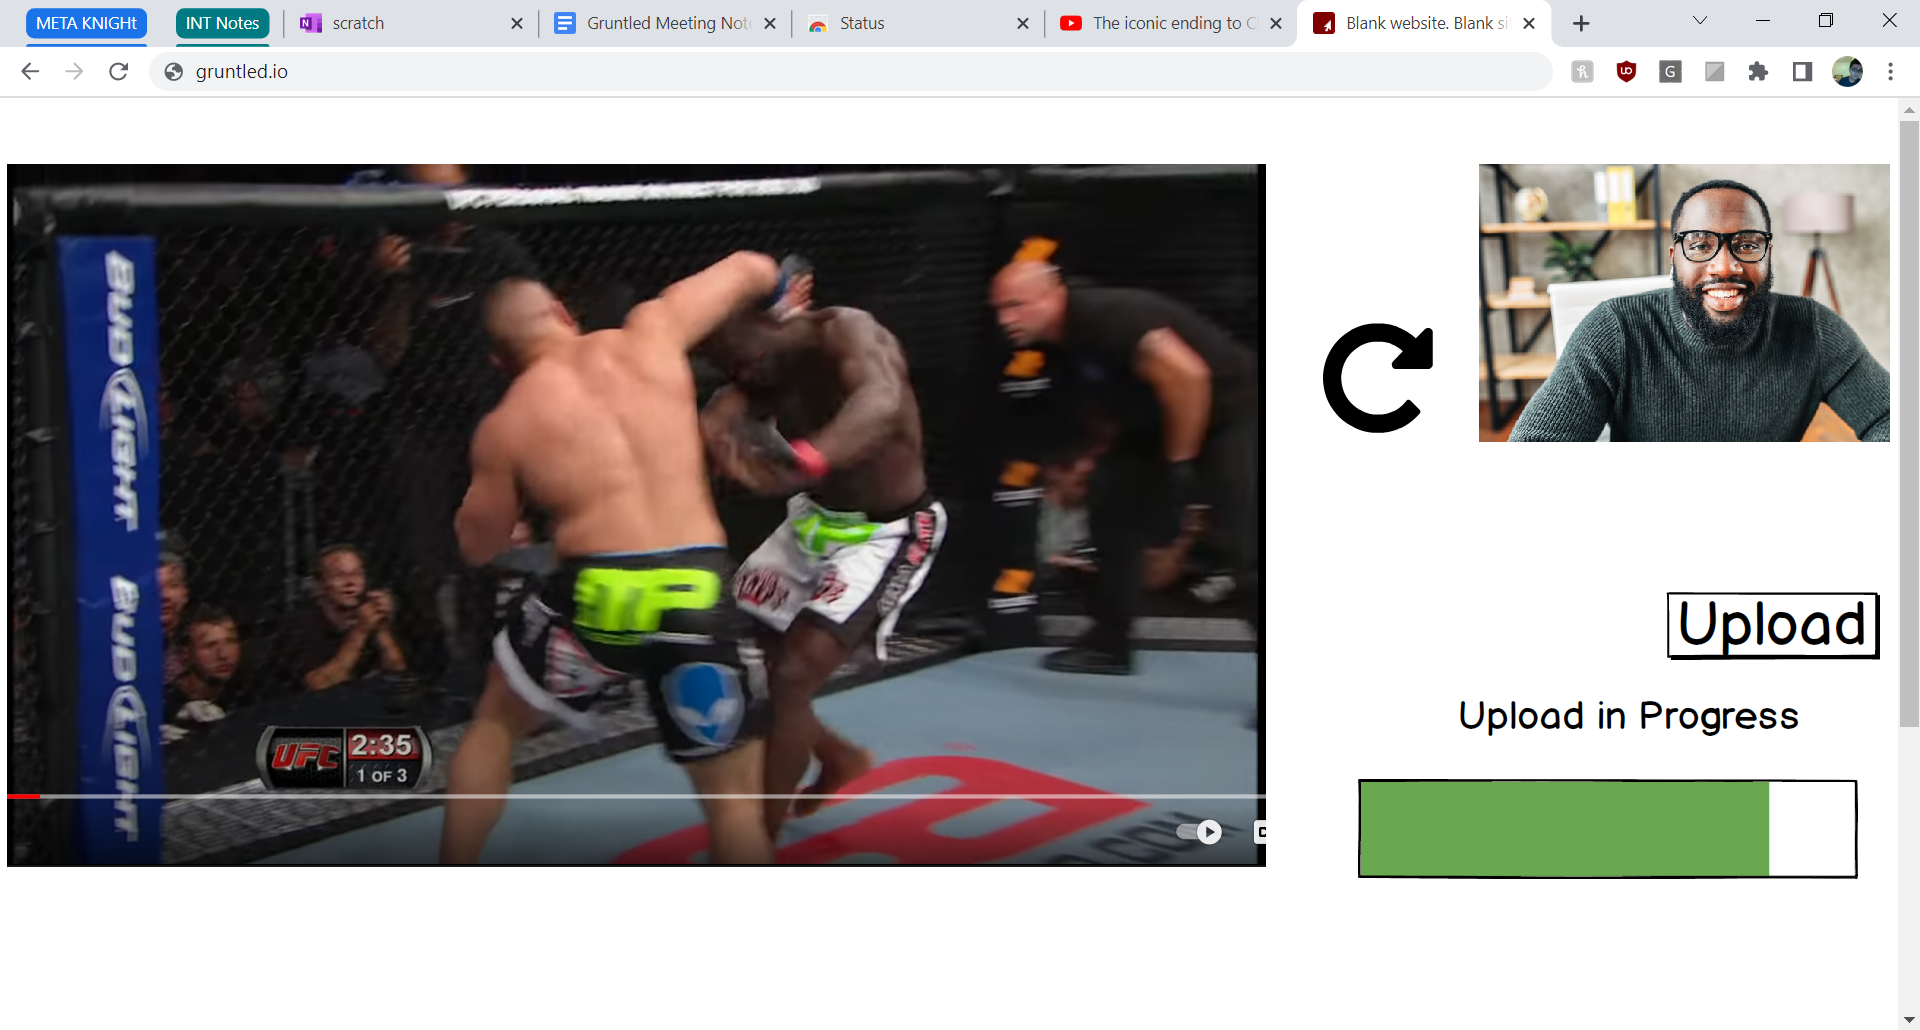 META KNIGHt
INT Notes
scratch
Gruntled Meeting Not
Status
The iconic ending to C
Blank website. Blank si
gruntled.io
BUD LIGHT
BUD LIGHT
UFC 2:35
1 OF 3
MP
Upload
Upload in Progress